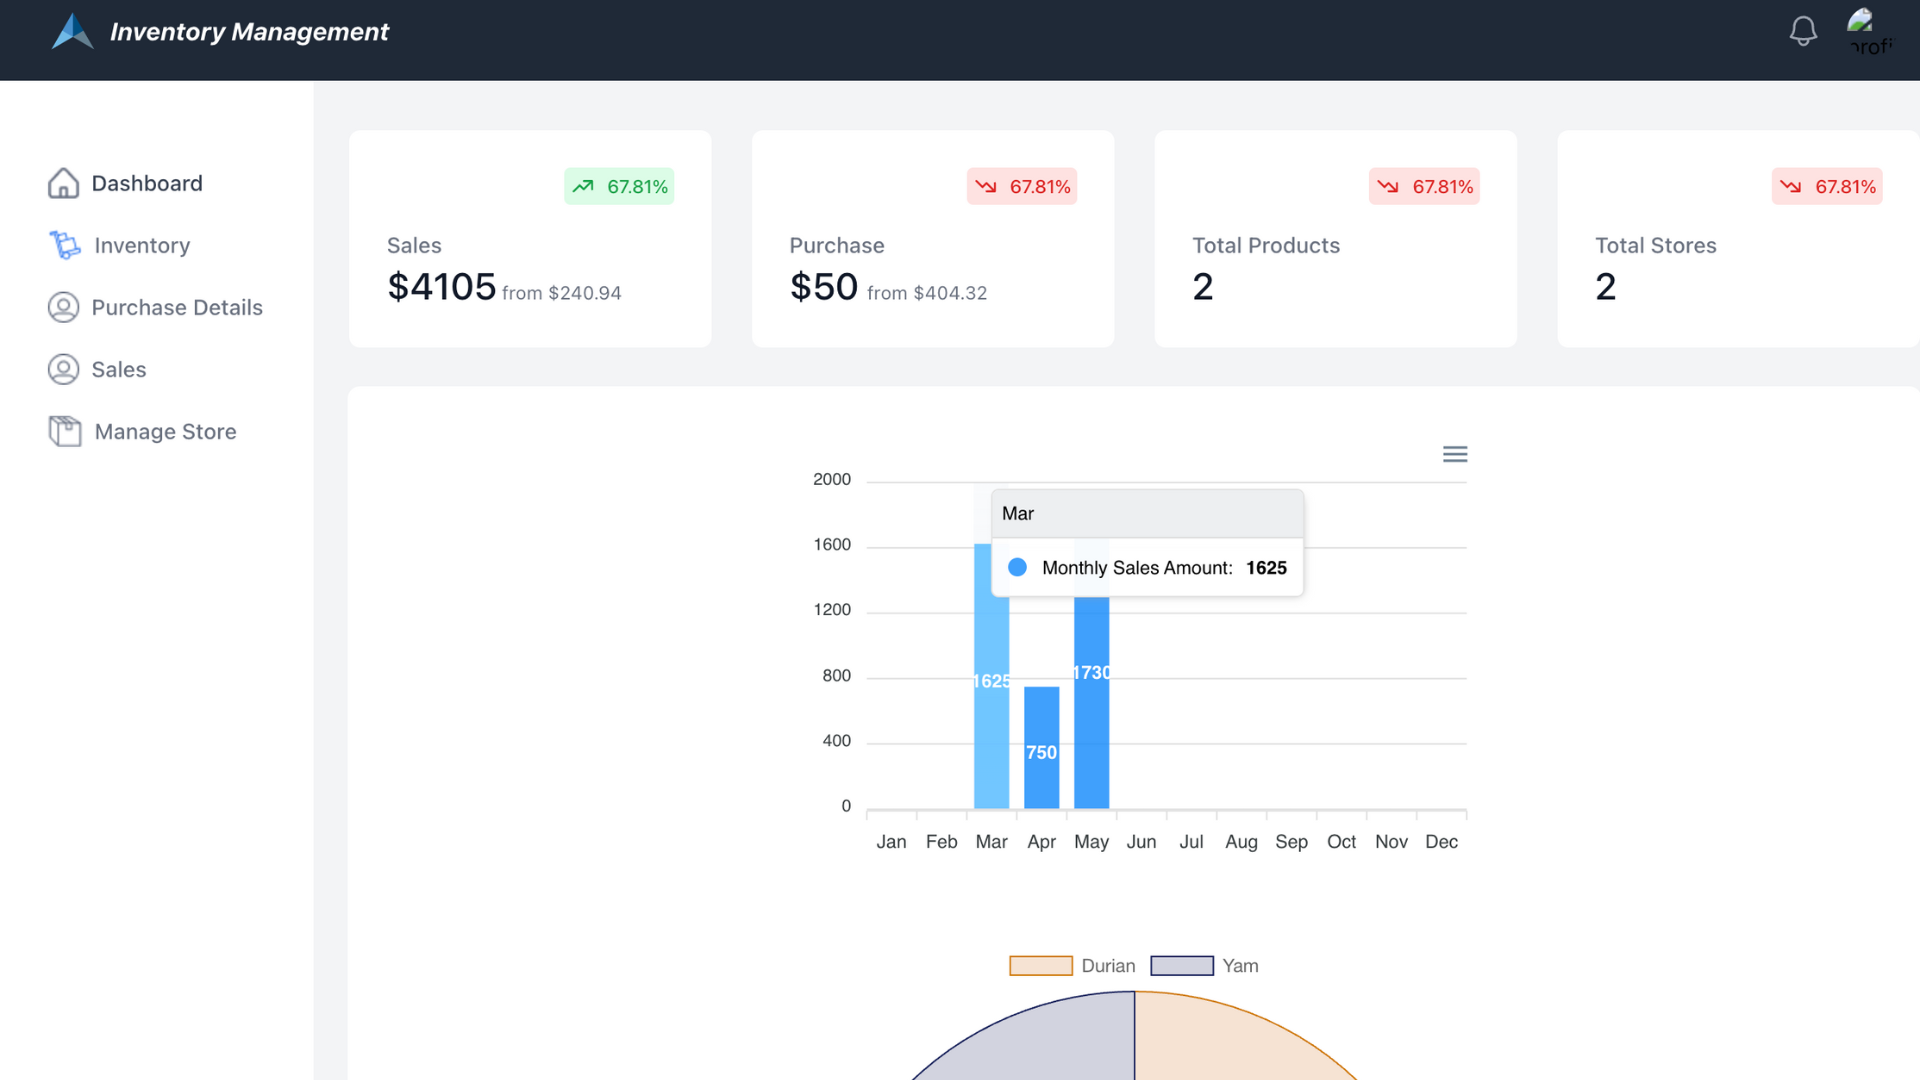 Inventory Management
profi
Dashboard
Inventory
Purchase Details
Sales
Manage Store
67.81%
Sales
$4105 from $240.94
67.81%
Purchase
$50 from $404.32
67.81%
Total Products
2
67.81%
Total Stores
2
2000
1600
1200
800
400
0
Mar
Monthly Sales Amount: 1625
1625
750
1730
Jan Feb Mar Apr May Jun Jul Aug Sep Oct Nov Dec
Durian Yam